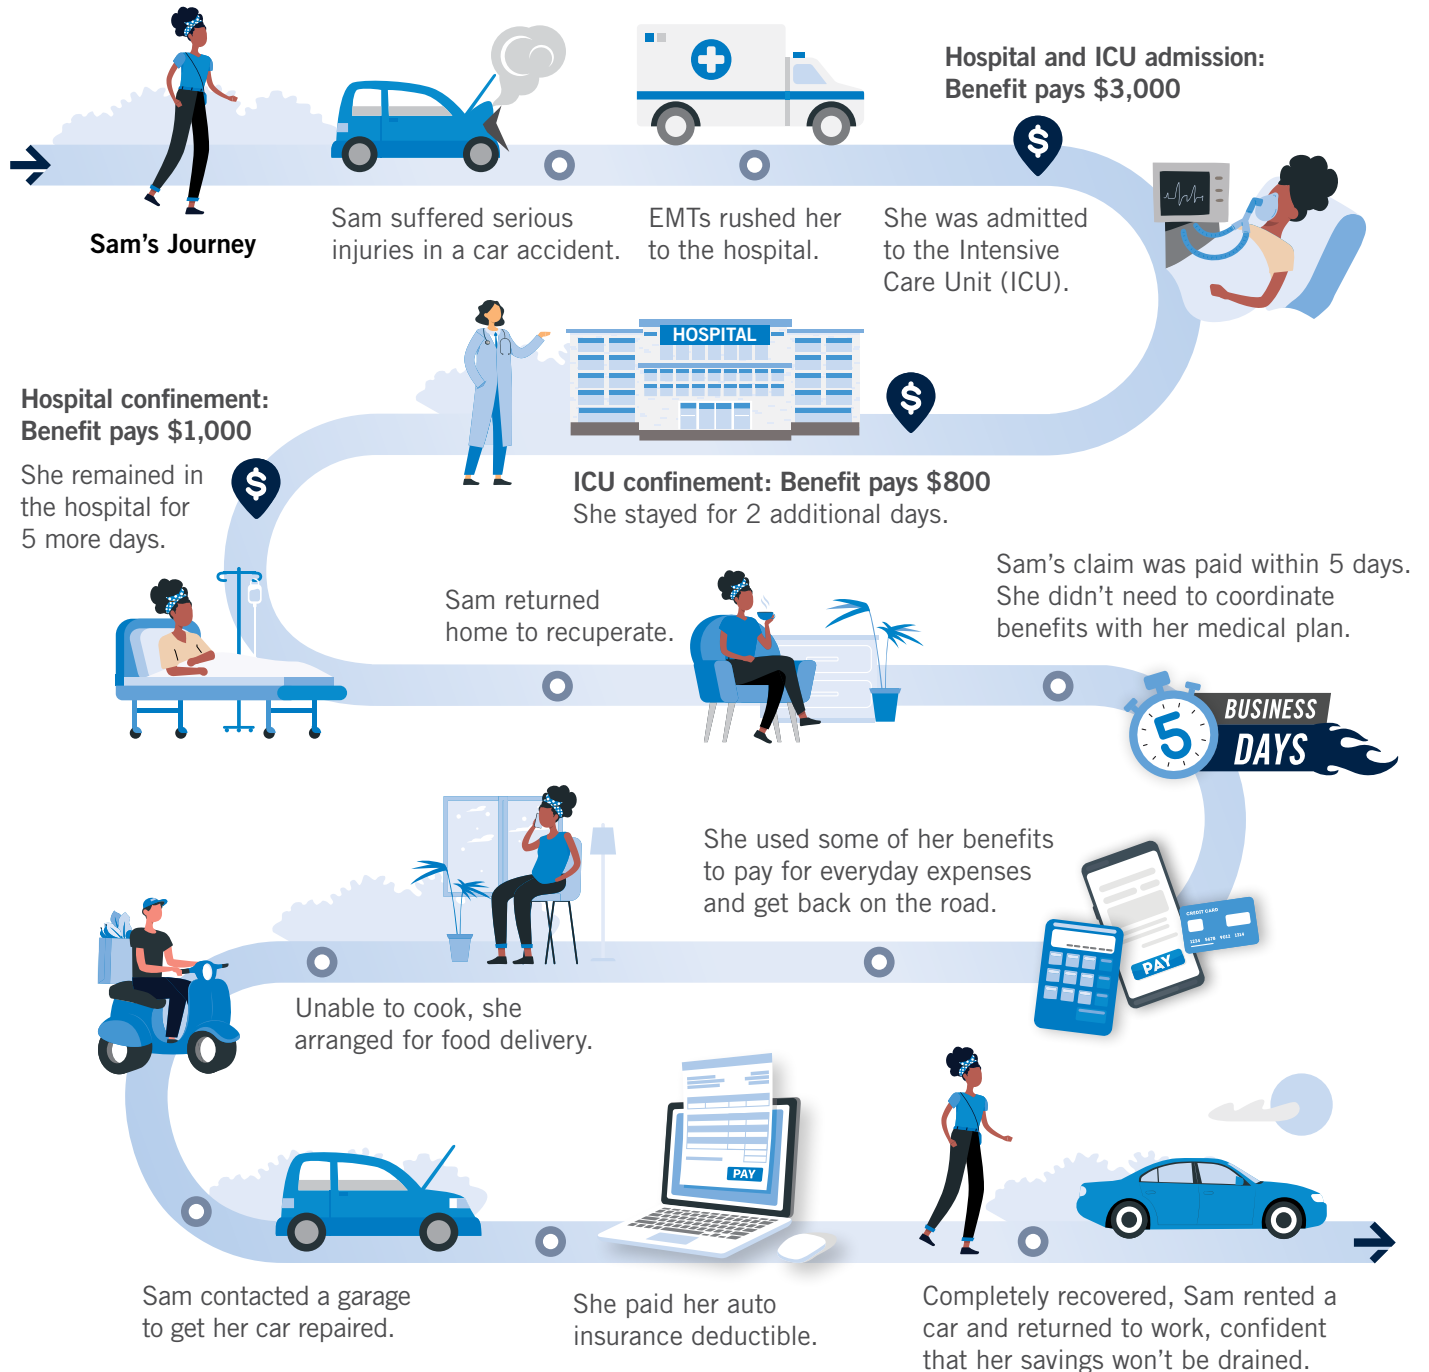 Hospital and ICU admission:
Benefit pays $3,000
$
Sam's Journey
Sam suffered serious
injuries in a car accident.
EMTs rushed her
to the hospital.
She was admitted
to the Intensive
Care Unit (ICU).
HOSPITAL
$
Hospital confinement:
Benefit pays $1,000
She remained in
the hospital for
5 more days.
$
ICU confinement: Benefit pays $800
She stayed for 2 additional days.
Sam returned
home to recuperate.
Sam's claim was paid within 5 days.
She didn't need to coordinate
benefits with her medical plan.
5
BUSINESS
DAYS
She used some of her benefits
to pay for everyday expenses
and get back on the road.
CREDIT CARD
1234 5678 9012 1314
PAY
Unable to cook, she
arranged for food delivery.
PAY
Sam contacted a garage
to get her car repaired.
She paid her auto
insurance deductible.
Completely recovered, Sam rented a
car and returned to work, confident
that her savings won't be drained.